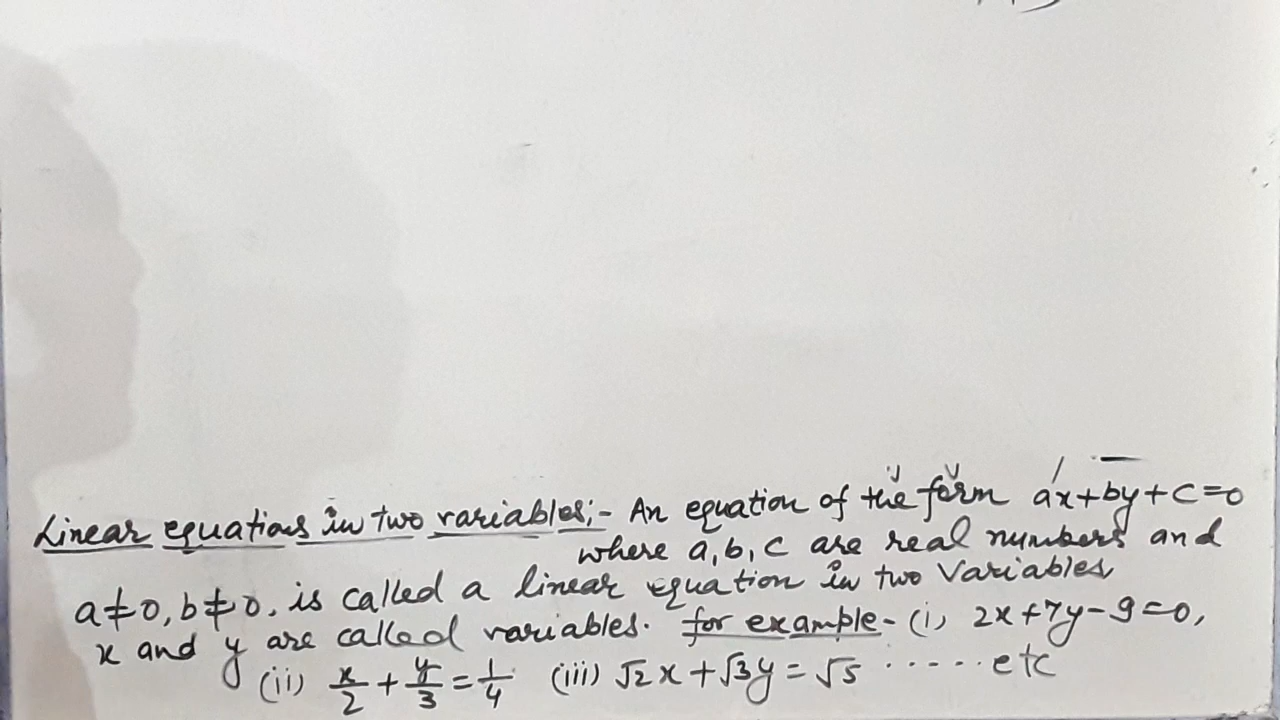 Linear equations in two variables:- An equation of the form ax+by+c=0
where a,b,c are real numbers and
a≠0, b≠0, is called a linear equation in two Variables
x and y are called variables. for example- (i) 2x+7y-9=0,
(ii) x/2 + y/3 = 1/4 (iii) √2x+√3y=√5 ......etc